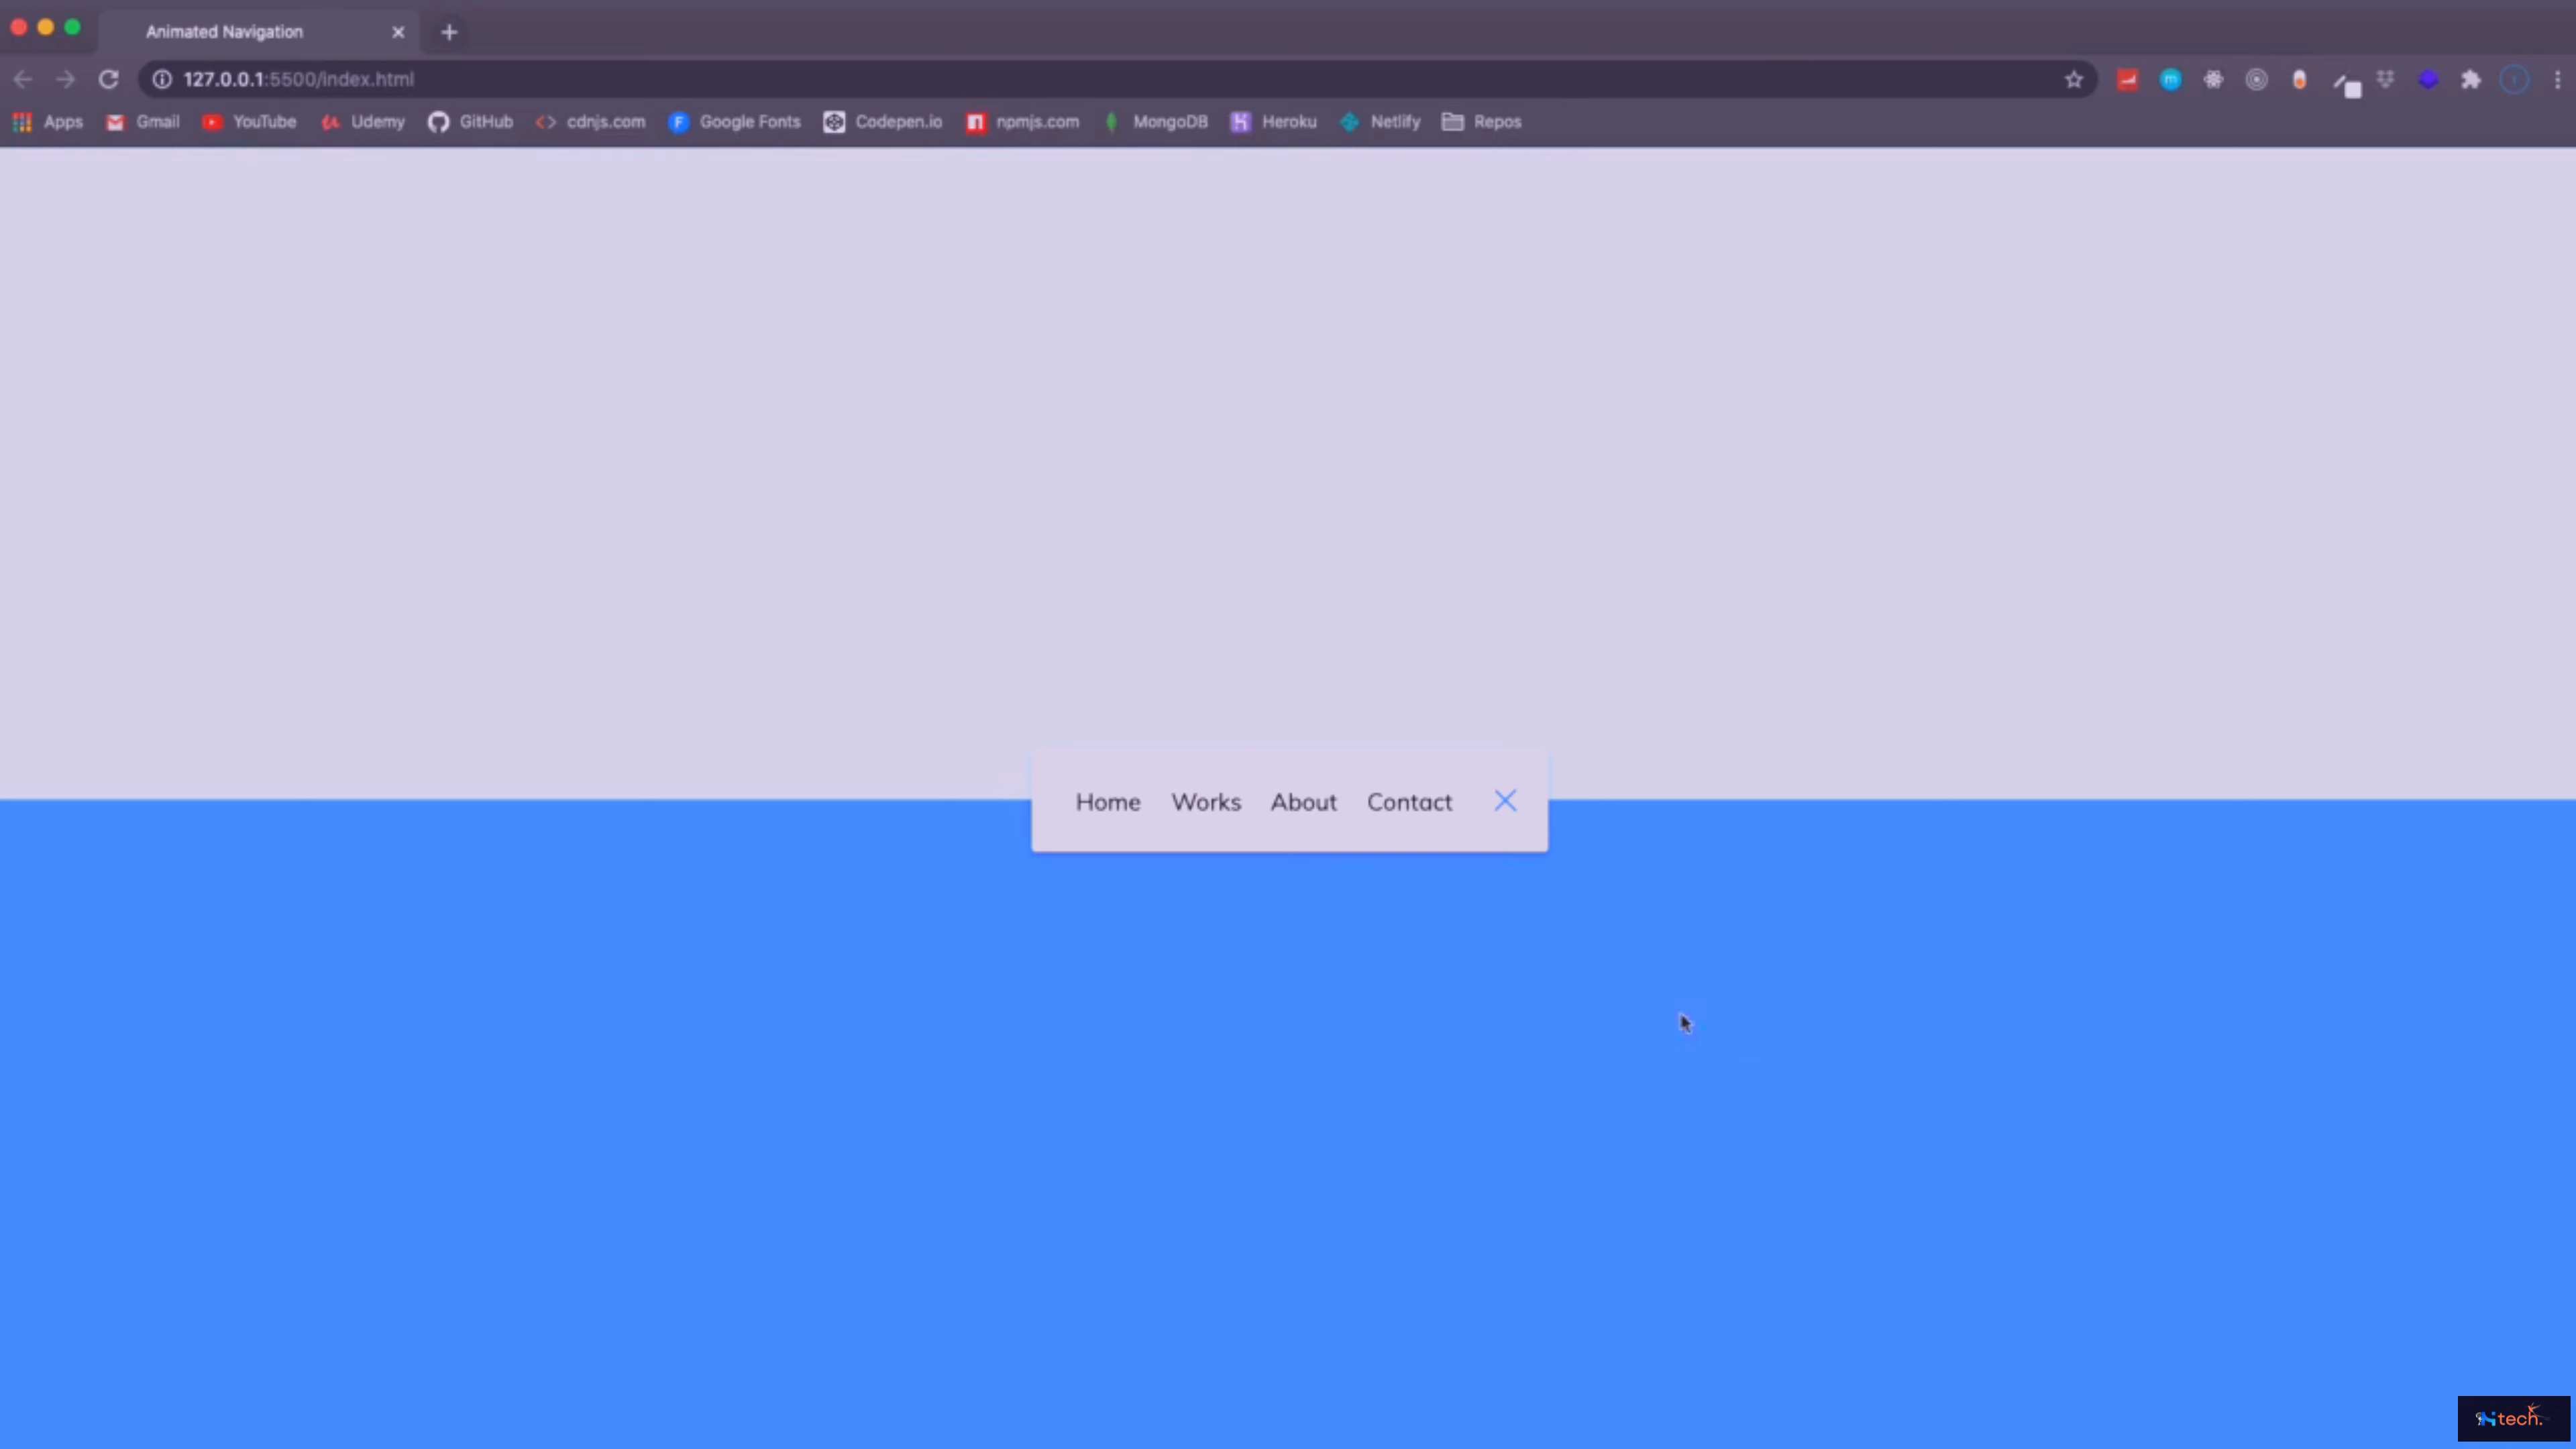 Animated Navigation
127.0.0.1:5500/index.html
Apps Gmail YouTube Udemy GitHub cdnjs.com Google Fonts Codepen.io npmjs.com MongoDB Heroku Netlify Repos
Home Works About Contact
tech.